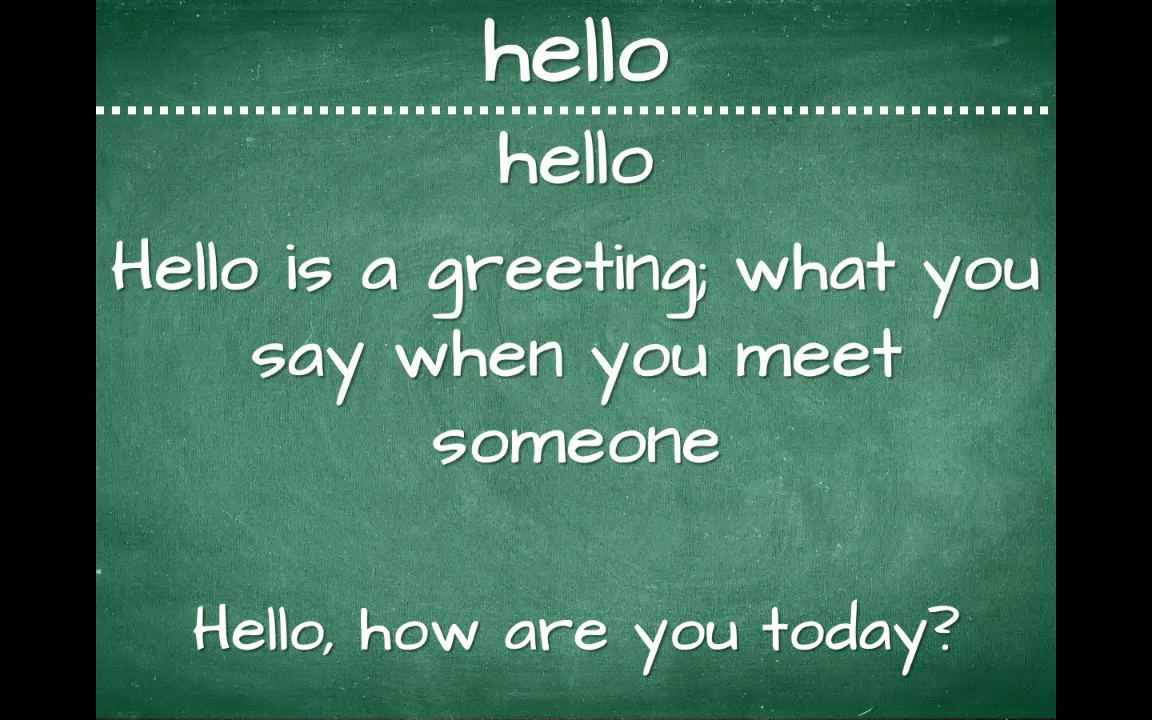 hello
hello
Hello is a greeting; what you
say when you meet
someone
Hello, how are you today?